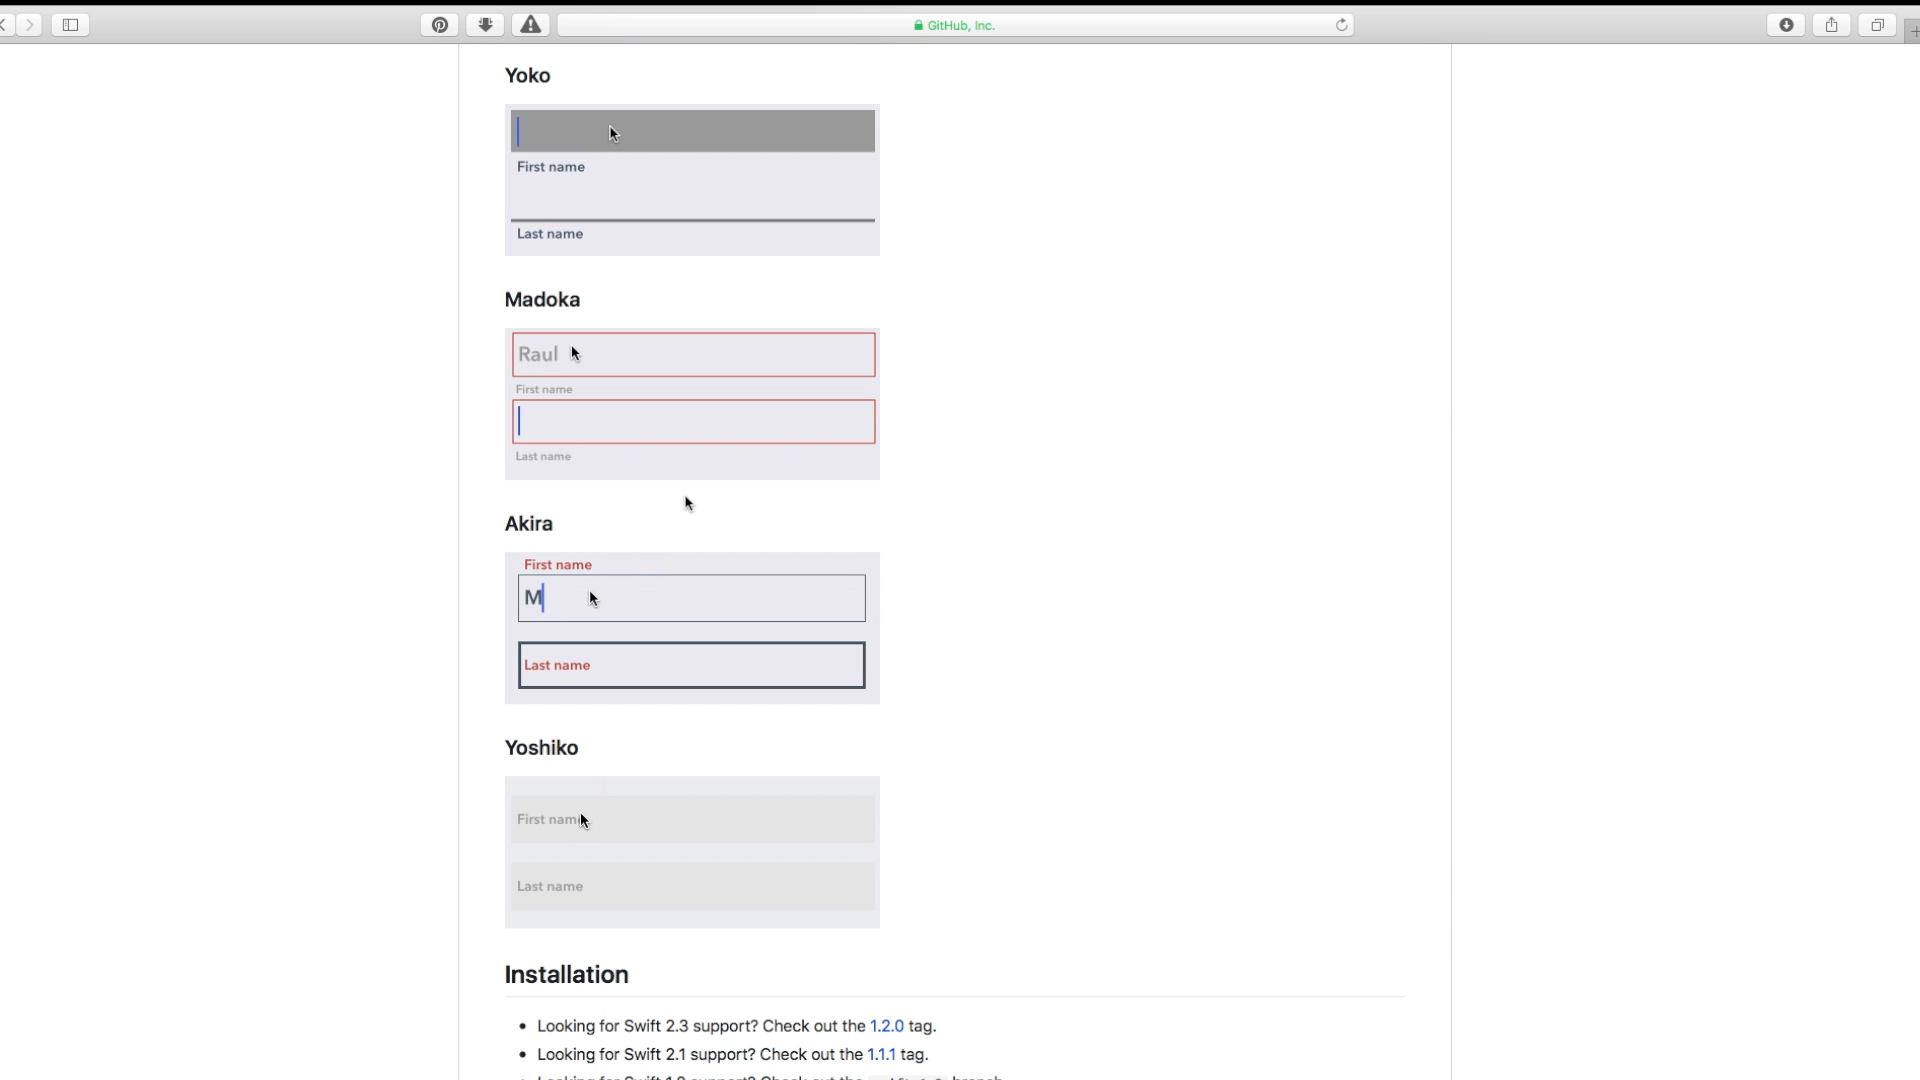 GitHub, Inc.
Yoko
First name
Last name
Madoka
Raul
First name
Last name
Akira
First name
M
Last name
Yoshiko
First name
Last name
Installation
Looking for Swift 2.3 support? Check out the 1.2.0 tag.
Looking for Swift 2.1 support? Check out the 1.1.1 tag.